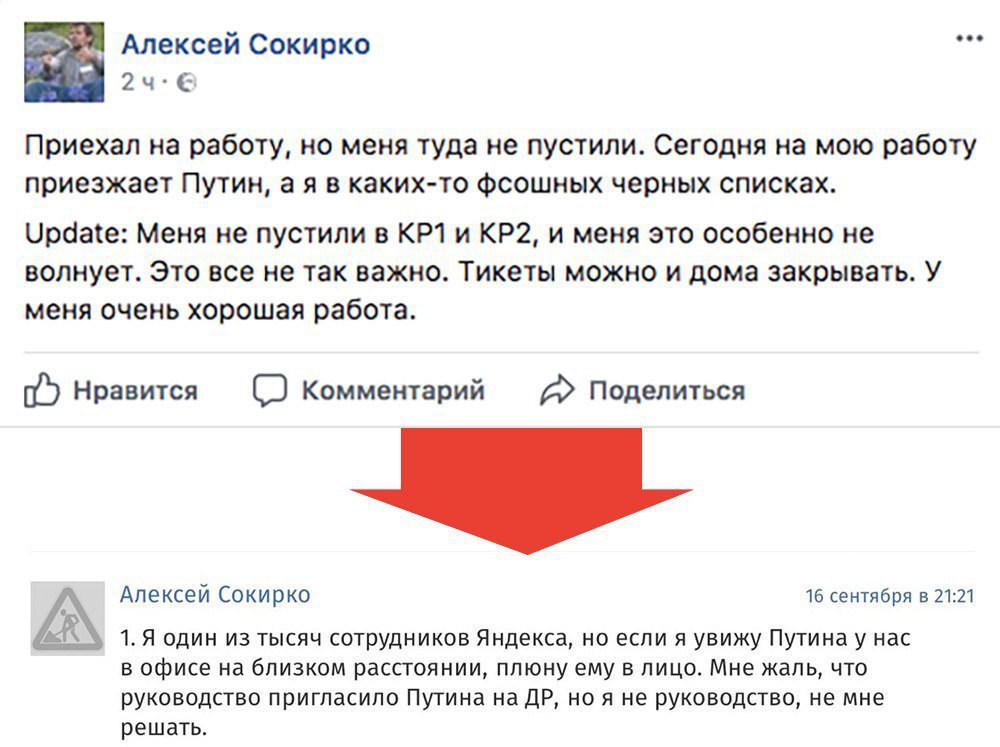 Алексей Сокирко
2 ч ·
Приехал на работу, но меня туда не пустили. Сегодня на мою работу
приезжает Путин, а я в каких-то фсошных черных списках.
Update: Меня не пустили в КР1 и КР2, и меня это особенно не
волнует. Это все не так важно. Тикеты можно и дома закрывать. У
меня очень хорошая работа.
Нравится Комментарий Поделиться
Алексей Сокирко 16 сентября в 21:21
1. Я один из тысяч сотрудников Яндекса, но если я увижу Путина у нас
в офисе на близком расстоянии, плюну ему в лицо. Мне жаль, что
руководство пригласило Путина на ДР, но я не руководство, не мне
решать.